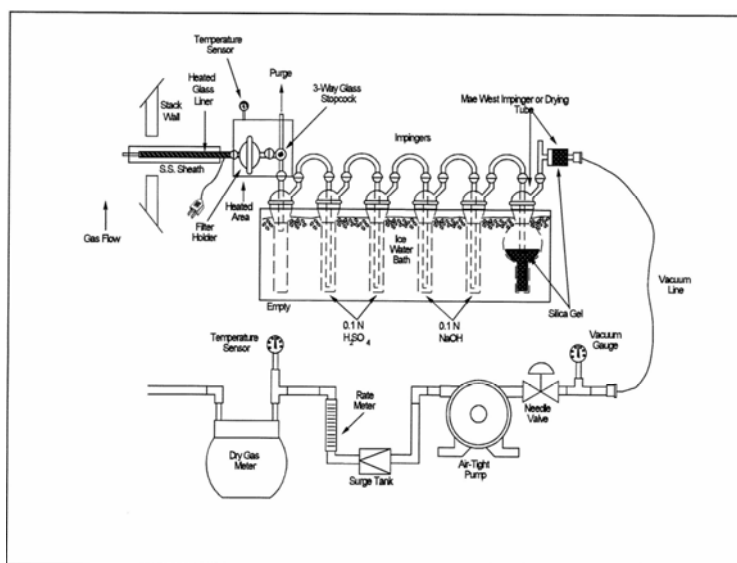 Temperature
Sensor
Heated
Glass
Liner
Purge
3-Way Glass
Stopcock
Mae West Impinger or Drying
Tube
Stack
Wall
Impingers
S.S. Sheath
Gas Flow
Filter
Holder
Heated
Area
Ice
Water
Bath
Empty
0.1 N
H2SO4
0.1 N
NaOH
Silica Gel
Vacuum
Line
Temperature
Sensor
Vacuum
Gauge
Rate
Meter
Needle
Valve
Dry Gas
Meter
Surge Tank
Air-Tight
Pump